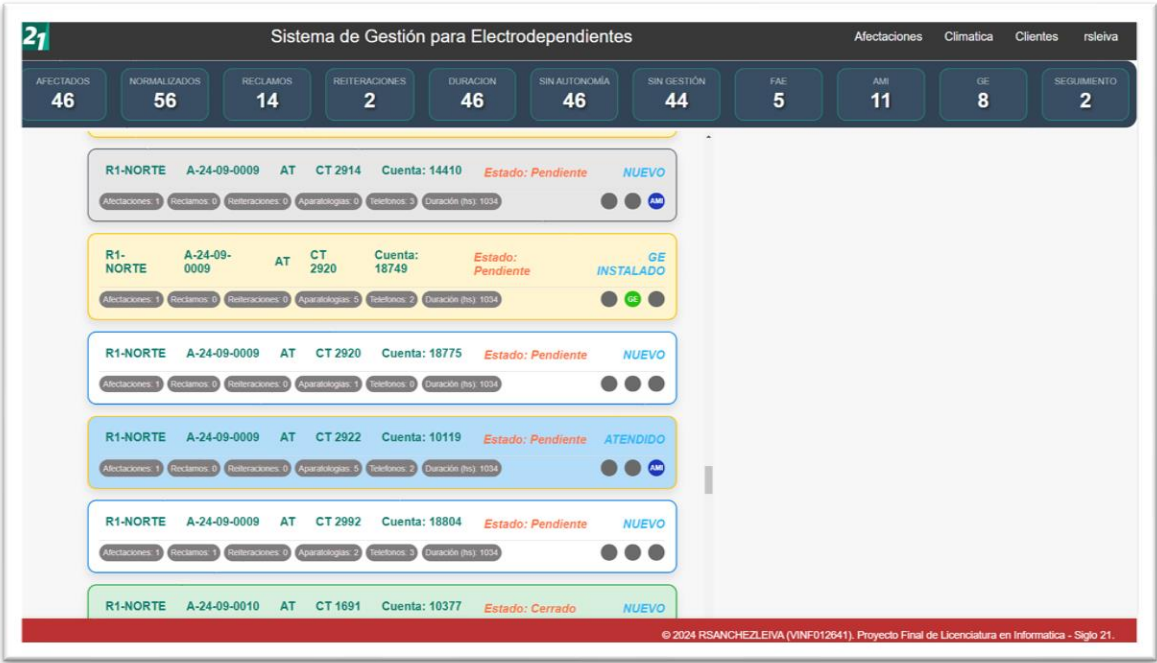 21 Sistema de Gestión para Electrodependientes Afectaciones Climatica Clientes rsleiva
AFECTADOS NORMALIZADOS RECLAMOS REITERACIONES DURACION SIN AUTONOMÍA SIN GESTIÓN FAE AMI GE SEGUIMIENTO
46 56 14 2 46 46 44 5 11 8 2
R1-NORTE A-24-09-0009 AT CT 2914 Cuenta: 14410 Estado: Pendiente NUEVO
Afectaciones: 1 Reclamos: 0 Reiteraciones: 0 Aparatologias: 0 Telefonos: 3 Duración (hs): 1034 AMI
R1-NORTE A-24-09-0009 AT CT 2920 Cuenta: 18749 Estado: Pendiente GE INSTALADO
Afectaciones: 1 Reclamos: 0 Reiteraciones: 0 Aparatologias: 5 Telefonos: 2 Duración (hs): 1034 GE
R1-NORTE A-24-09-0009 AT CT 2920 Cuenta: 18775 Estado: Pendiente NUEVO
Afectaciones: 1 Reclamos: 0 Reiteraciones: 0 Aparatologias: 1 Telefonos: 0 Duración (hs): 1034
R1-NORTE A-24-09-0009 AT CT 2922 Cuenta: 10119 Estado: Pendiente ATENDIDO
Afectaciones: 1 Reclamos: 0 Reiteraciones: 0 Aparatologias: 5 Telefonos: 2 Duración (hs): 1034 AMI
R1-NORTE A-24-09-0009 AT CT 2992 Cuenta: 18804 Estado: Pendiente NUEVO
Afectaciones: 1 Reclamos: 1 Reiteraciones: 0 Aparatologias: 2 Telefonos: 3 Duración (hs): 1034
R1-NORTE A-24-09-0010 AT CT 1691 Cuenta: 10377 Estado: Cerrado NUEVO
© 2024 RSANCHEZLEIVA (VINF012641). Proyecto Final de Licenciatura en Informatica - Siglo 21.